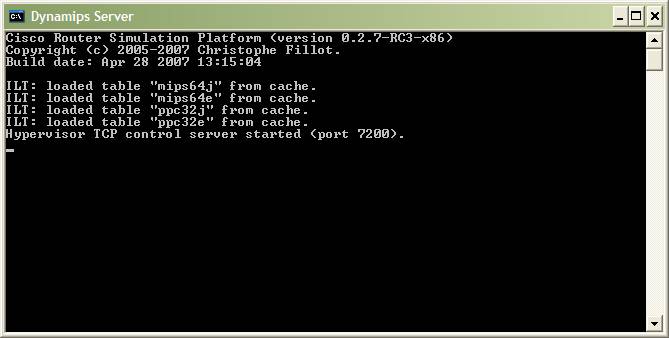 Dynamips Server
Cisco Router Simulation Platform (version 0.2.7-RC3-x86)
Copyright (c) 2005-2007 Christophe Fillot.
Build date: Apr 28 2007 13:15:04
ILT: loaded table "mips64j" from cache.
ILT: loaded table "mips64e" from cache.
ILT: loaded table "ppc32j" from cache.
ILT: loaded table "ppc32e" from cache.
Hypervisor TCP control server started (port 7200).